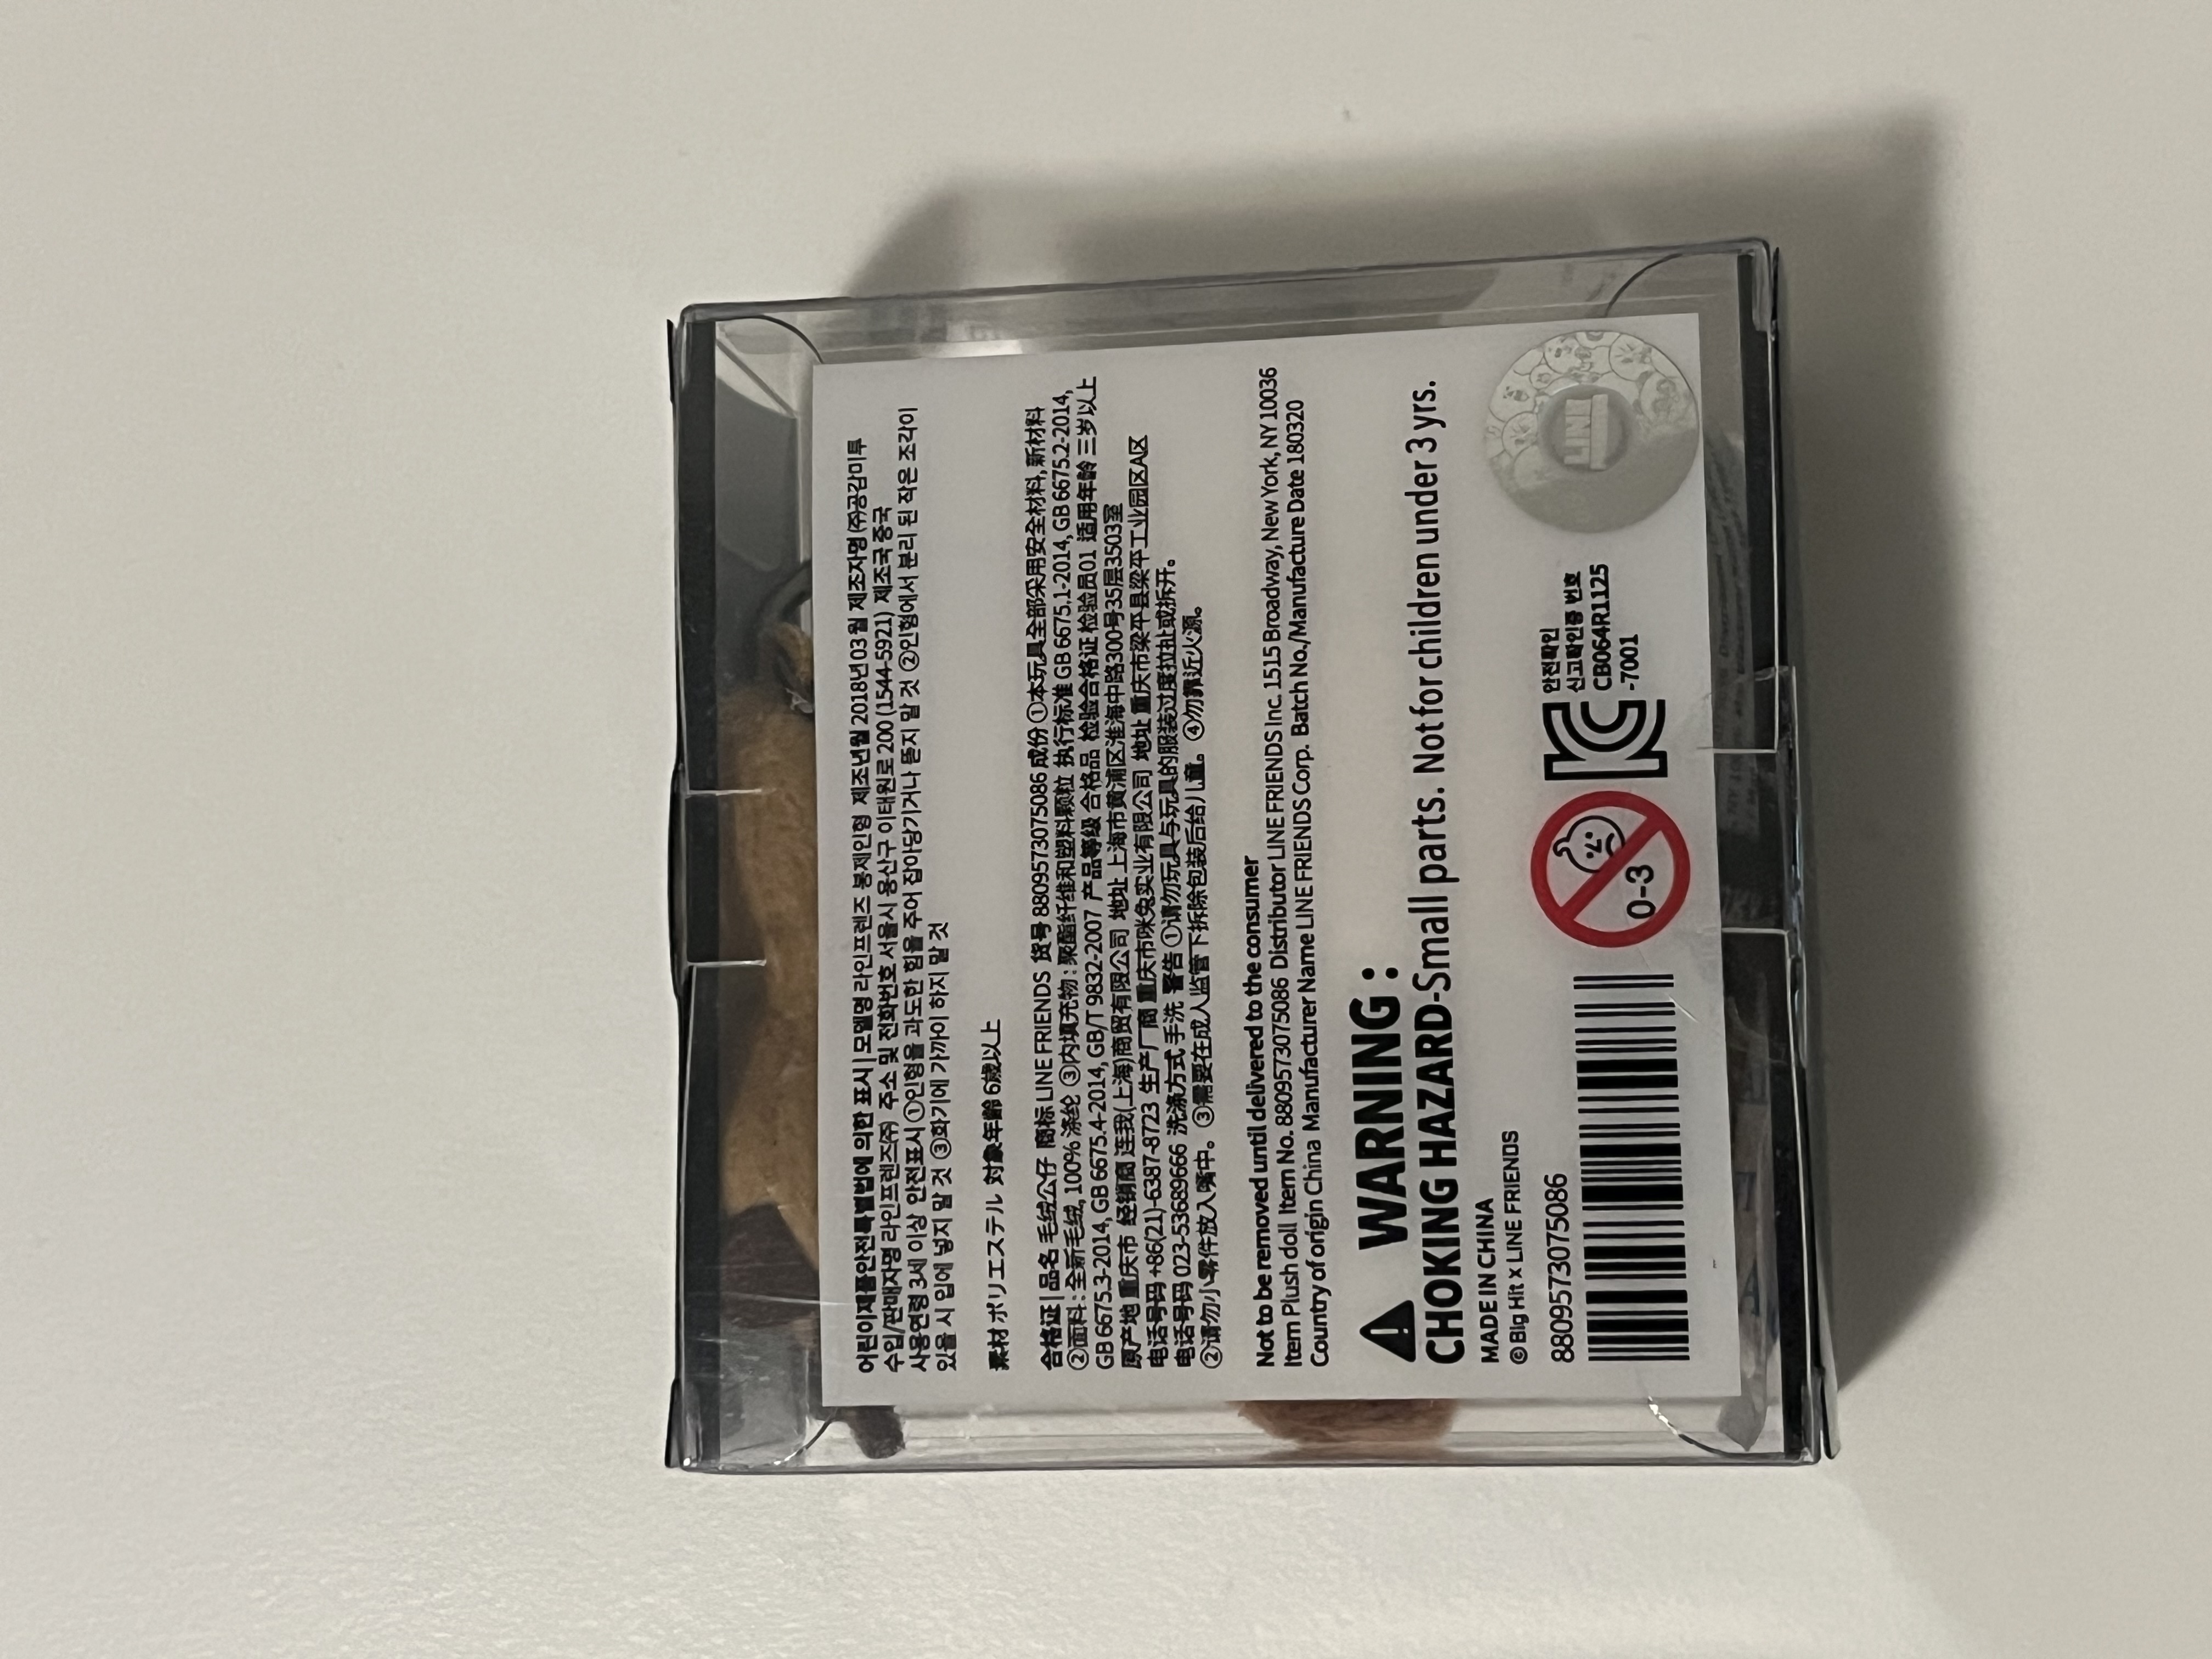 어린이제품안전특별법에 의한 표시 | 모델명 라인프렌즈 봉제인형 제조년월 2018년 03월 제조자명 (주)공감미투
수입/판매자명 라인프렌즈(주) 주소 및 전화번호 서울시 용산구 이태원로 200 (1544-5921) 제조국 중국
사용연령 3세 이상 안전표시 ①인형을 과도한 힘을 주어 잡아당기거나 뜯지 말 것 ②인형에서 분리 된 작은 조각이
있을 시 입에 넣지 말 것 ③화기에 가까이 하지 말 것
素材 ポリエステル 対象年齢 6歳以上
合格证 | 品名 毛绒公仔 商标 LINE FRIENDS 货号 8809573075086 成份 ①本玩具全部采用安全材料, 新材料
②面料 : 全新毛绒, 100% 涤纶 ③内填充物 : 聚酯纤维和塑料颗粒 执行标准 GB 6675.1-2014, GB 6675.2-2014,
GB 6675.3-2014, GB 6675.4-2014, GB/T 9832-2007 产品等级 合格品 检验合格证 检验员01 适用年龄 三岁以上
原产地 重庆市 经销商 连我(上海)商贸有限公司 地址 上海市黄浦区淮海中路300号35层3503室
电话号码 +86(21)-6387-8723 生产厂商 重庆市咪兔实业有限公司 地址 重庆市梁平县梁平工业园区A区
电话号码 023-53689666 洗涤方式 手洗 警告 ①请勿玩具与玩具的服装过度拉扯或拆开。
②请勿小零件放入嘴中。 ③需要在成人监管下拆除包装后给儿童。 ④勿靠近火源。
Not to be removed until delivered to the consumer
Item Plush doll Item No. 8809573075086 Distributor LINE FRIENDS Inc. 1515 Broadway, New York, NY 10036
Country of origin China Manufacturer Name LINE FRIENDS Corp. Batch No./Manufacture Date 180320
WARNING :
CHOKING HAZARD-Small parts. Not for children under 3 yrs.
MADE IN CHINA
© Big Hit x LINE FRIENDS
8809573075086
0-3
안전확인
신고확인증 번호
CB064R1125
-7001
LINE